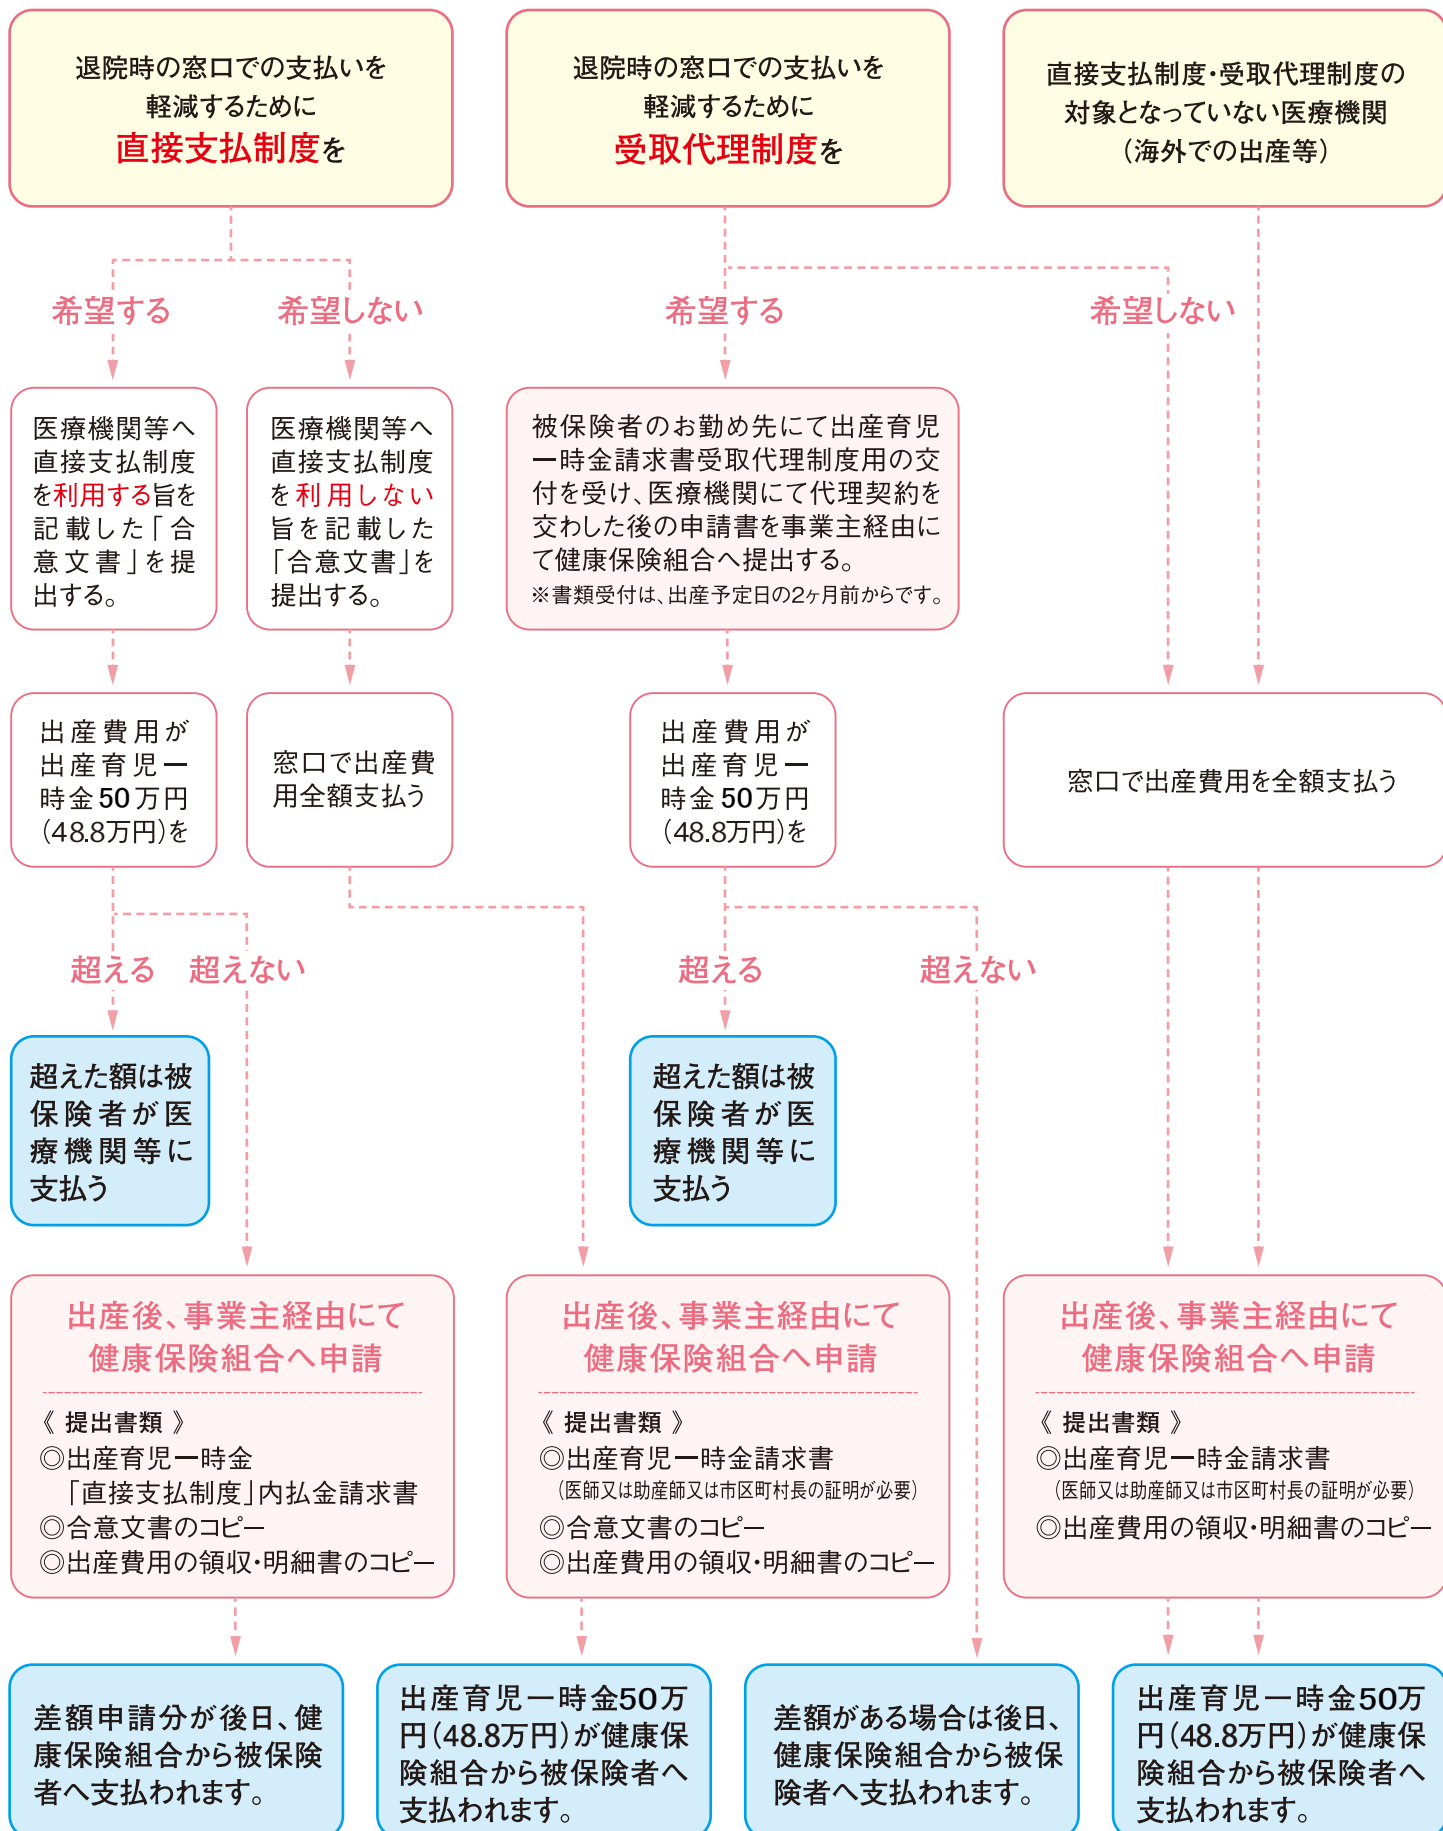 退院時の窓口での支払いを
軽減するために
直接支払制度を
退院時の窓口での支払いを
軽減するために
受取代理制度を
直接支払制度・受取代理制度の
対象となっていない医療機関
（海外での出産等）
希望する
希望しない
希望する
希望しない
医療機関等へ
直接支払制度
を利用する旨を
記載した「合
意文書」を提
出する。
医療機関等へ
直接支払制度
を利用しない
旨を記載した
「合意文書」を
提出する。
被保険者のお勤め先にて出産育児
一時金請求書受取代理制度用の交
付を受け、医療機関にて代理契約を
交わした後の申請書を事業主経由に
て健康保険組合へ提出する。
※書類受付は、出産予定日の2ヶ月前からです。
出産費用が
出産育児一
時金50万円
（48.8万円）を
窓口で出産費
用全額支払う
出産費用が
出産育児一
時金50万円
（48.8万円）を
窓口で出産費用を全額支払う
超える
超えない
超える
超えない
超えた額は被
保険者が医
療機関等に
支払う
超えた額は被
保険者が医
療機関等に
支払う
出産後、事業主経由にて
健康保険組合へ申請
《 提出書類 》
◎出産育児一時金
「直接支払制度」内払金請求書
◎合意文書のコピー
◎出産費用の領収・明細書のコピー
出産後、事業主経由にて
健康保険組合へ申請
《 提出書類 》
◎出産育児一時金請求書
（医師又は助産師又は市区町村長の証明が必要）
◎合意文書のコピー
◎出産費用の領収・明細書のコピー
出産後、事業主経由にて
健康保険組合へ申請
《 提出書類 》
◎出産育児一時金請求書
（医師又は助産師又は市区町村長の証明が必要）
◎出産費用の領収・明細書のコピー
差額申請分が後日、健
康保険組合から被保険
者へ支払われます。
出産育児一時金50万
円（48.8万円）が健康保
険組合から被保険者へ
支払われます。
差額がある場合は後日、
健康保険組合から被保
険者へ支払われます。
出産育児一時金50万
円（48.8万円）が健康保
険組合から被保険者へ
支払われます。